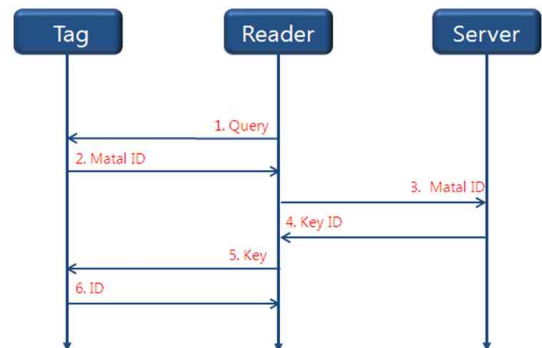 Tag
Reader
Server
1. Query
2. Matal ID
3. Matal ID
4. Key ID
5. Key
6. ID